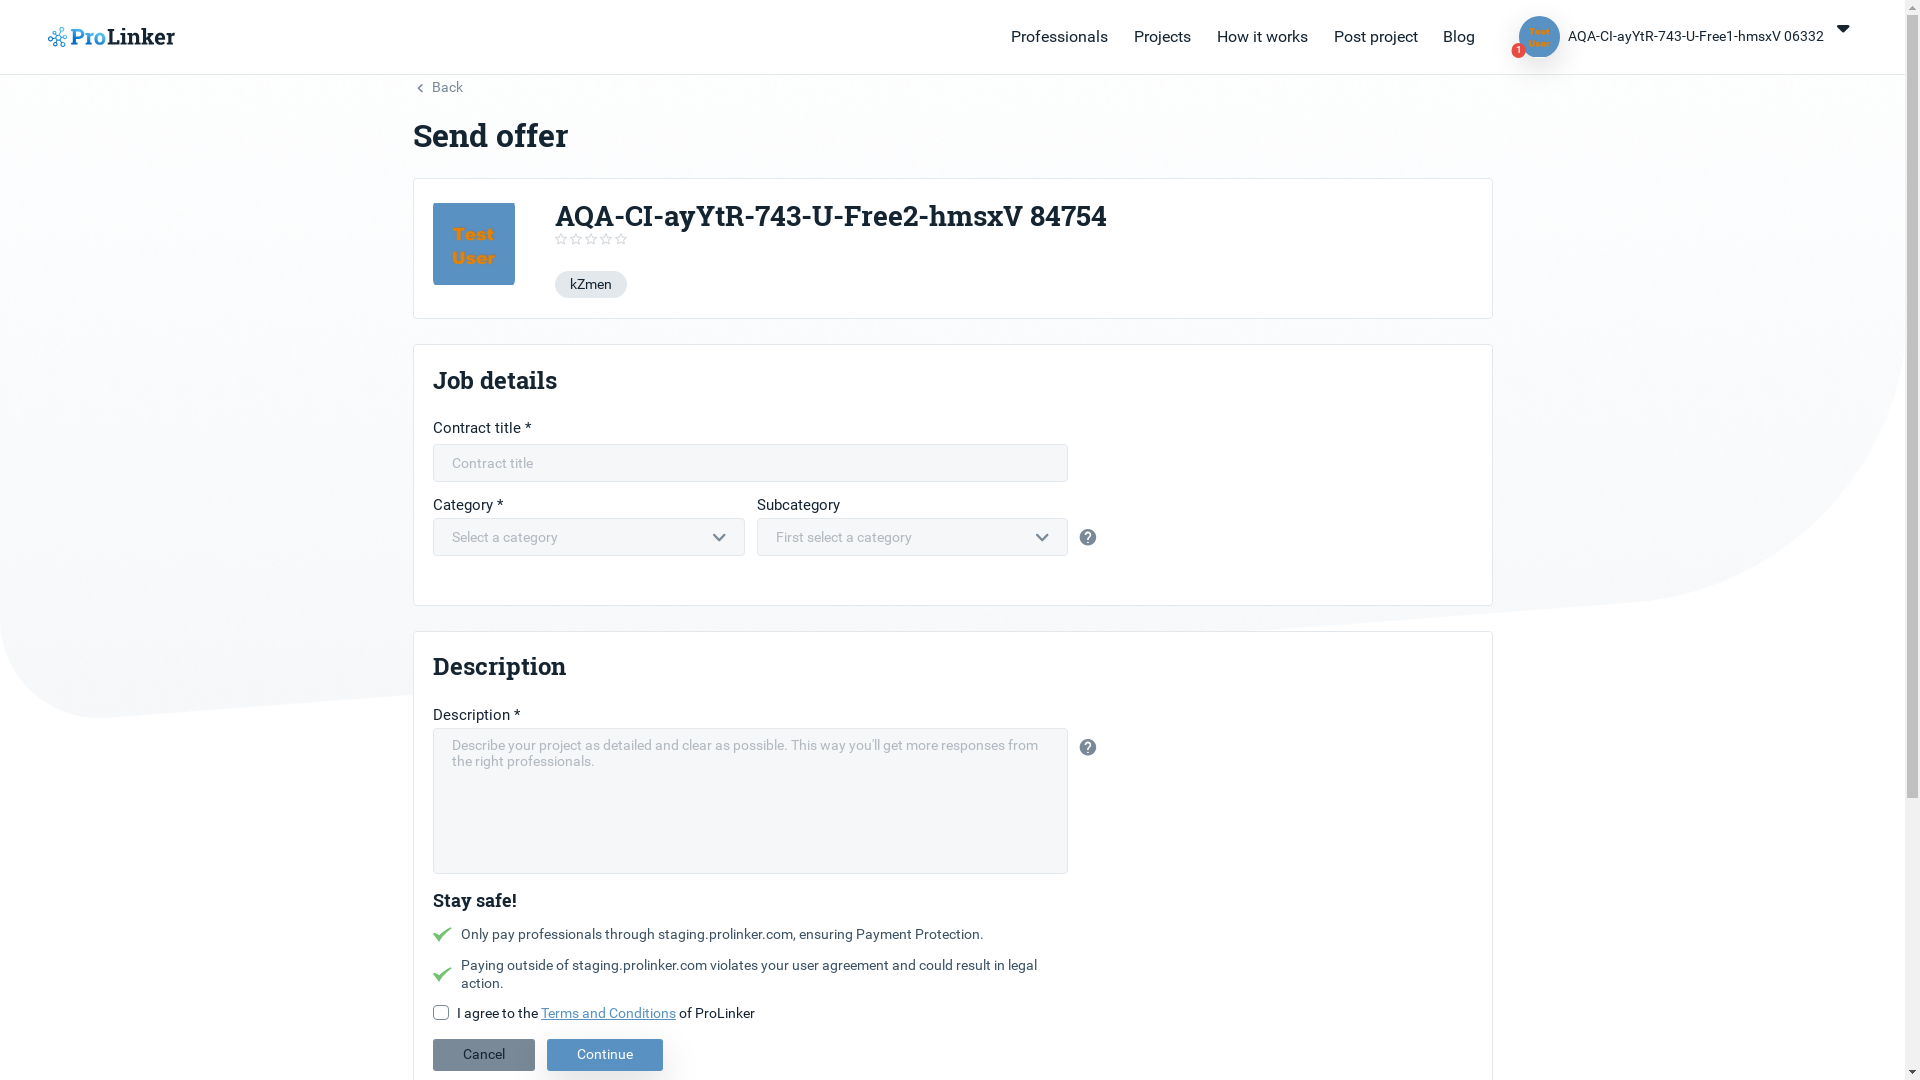 ProLinker
Professionals
Projects
How it works
Post project
Blog
Test
User
1
AQA-CI-ayYtR-743-U-Free1-hmsxV 06332
Back
Send offer
Test
User
AQA-CI-ayYtR-743-U-Free2-hmsxV 84754
kZmen
Job details
Contract title *
Contract title
Category *
Subcategory
Select a category
First select a category
?
Description
Description *
Describe your project as detailed and clear as possible. This way you'll get more responses from
the right professionals.
?
Stay safe!
Only pay professionals through staging.prolinker.com, ensuring Payment Protection.
Paying outside of staging.prolinker.com violates your user agreement and could result in legal
action.
I agree to the Terms and Conditions of ProLinker
Cancel
Continue